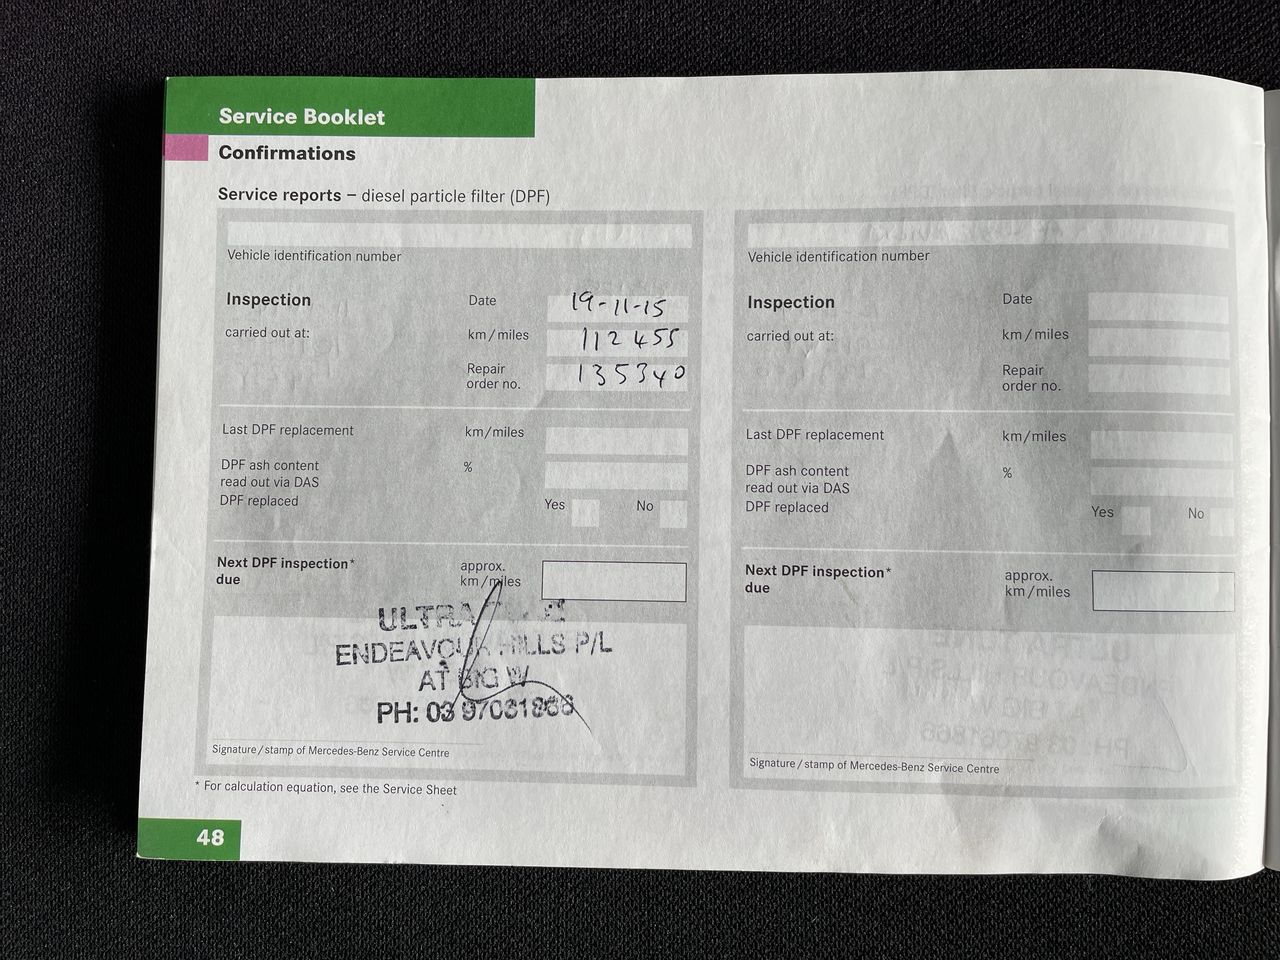 Service Booklet
Confirmations
Service reports – diesel particle filter (DPF)
Vehicle identification number
Inspection Date 19-11-15
carried out at: km/miles 112455
Repair
order no. 135340
Last DPF replacement km/miles
DPF ash content %
read out via DAS
DPF replaced Yes No
Next DPF inspection* approx.
due km/miles
ULTRA
ENDEAVOUR HILLS P/L
AT BIG W
PH: 03 97061866
Signature/stamp of Mercedes-Benz Service Centre
* For calculation equation, see the Service Sheet
48
Vehicle identification number
Inspection Date
carried out at: km/miles
Repair
order no.
Last DPF replacement km/miles
DPF ash content %
read out via DAS
DPF replaced Yes No
Next DPF inspection* approx.
due km/miles
Signature/stamp of Mercedes-Benz Service Centre